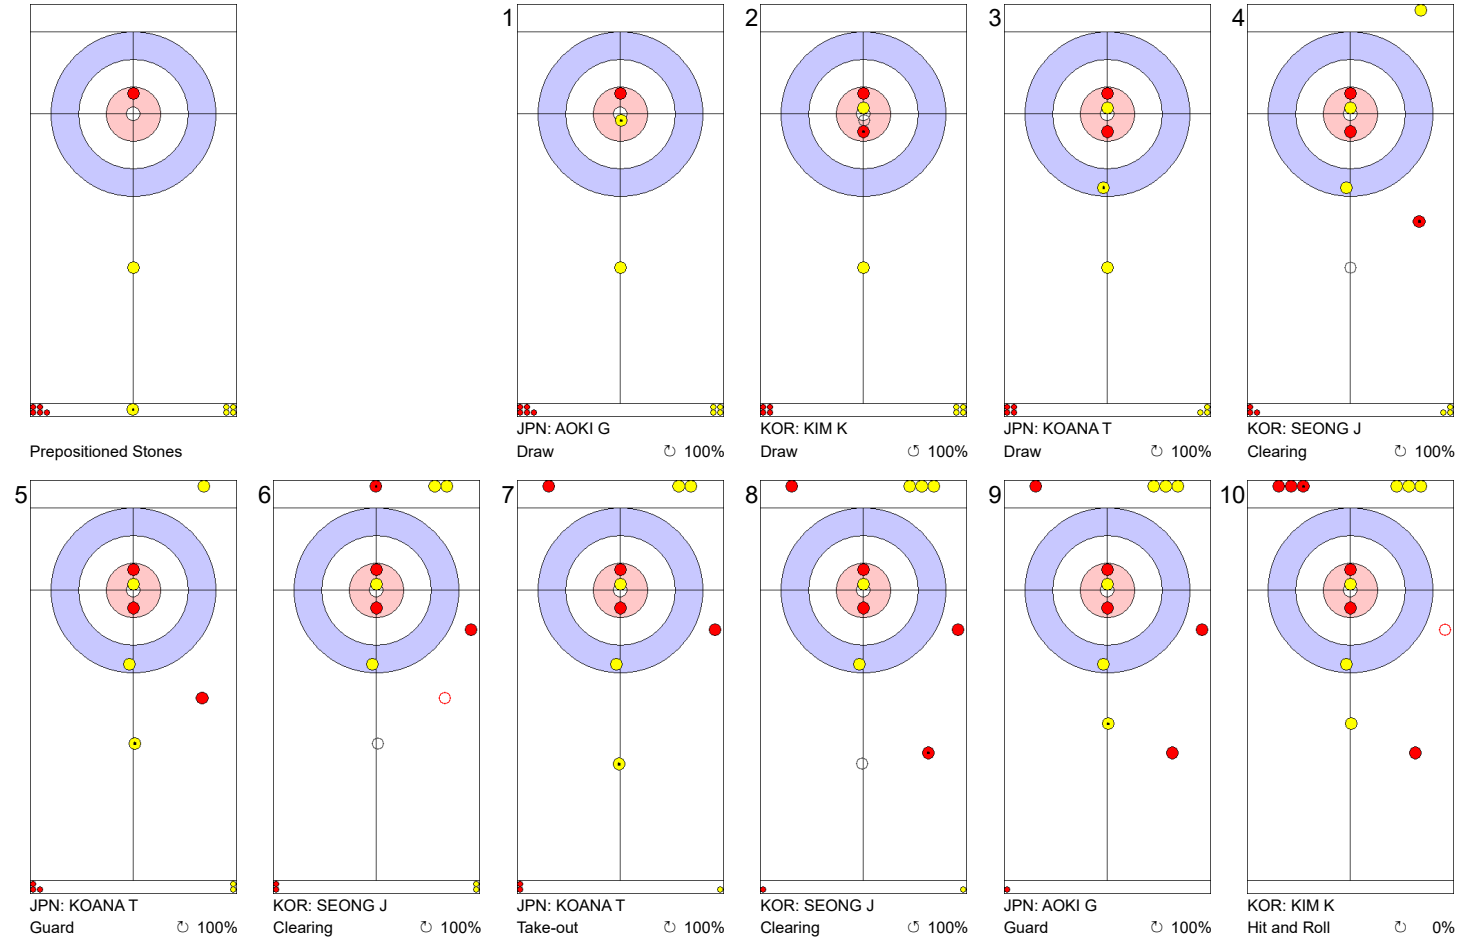 1
2
3
4
Prepositioned Stones
JPN: AOKI G
Draw ↻ 100%
KOR: KIM K
Draw ↺ 100%
JPN: KOANA T
Draw ↻ 100%
KOR: SEONG J
Clearing ↺ 100%
5
6
7
8
9
10
JPN: KOANA T
Guard ↻ 100%
KOR: SEONG J
Clearing ↻ 100%
JPN: KOANA T
Take-out ↻ 100%
KOR: SEONG J
Clearing ↺ 100%
JPN: AOKI G
Guard ↻ 100%
KOR: KIM K
Hit and Roll ↻ 0%